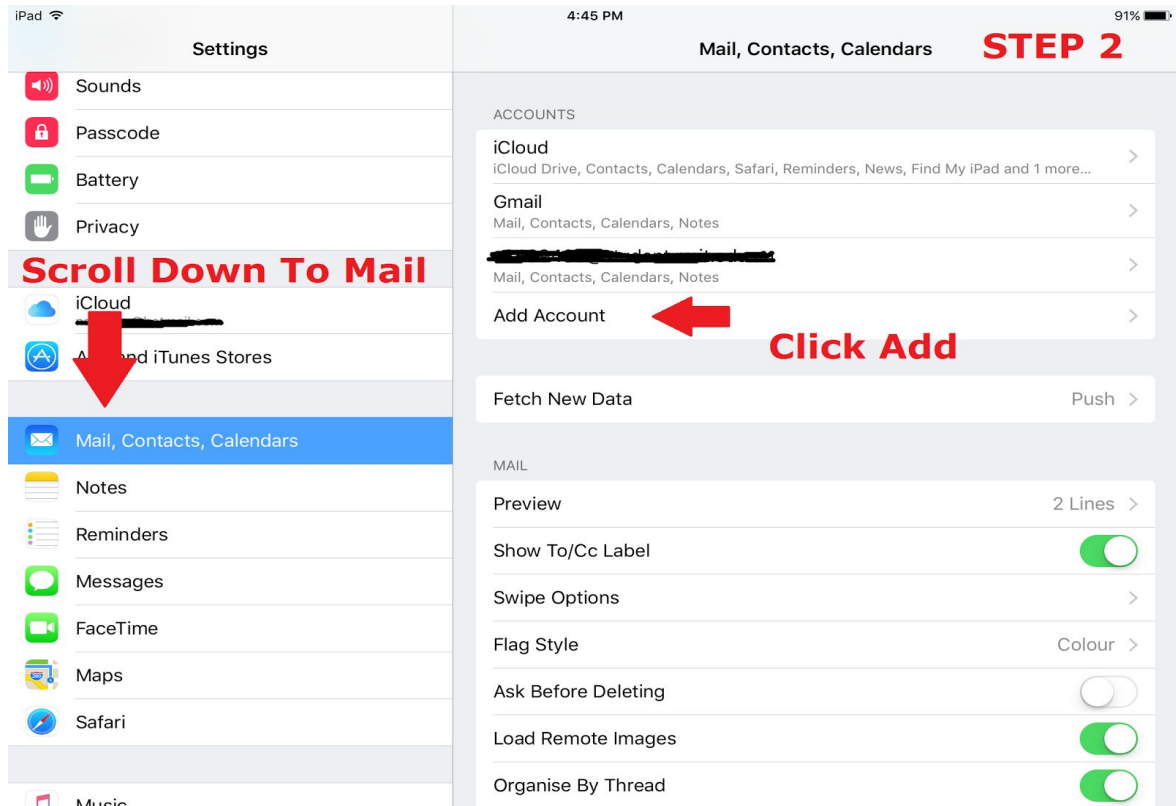 iPad
4:45 PM
91%
Settings
Mail, Contacts, Calendars
STEP 2
Sounds
Passcode
Battery
Privacy
Scroll Down To Mail
iCloud
and iTunes Stores
Mail, Contacts, Calendars
Notes
Reminders
Messages
FaceTime
Maps
Safari
Music
ACCOUNTS
iCloud
iCloud Drive, Contacts, Calendars, Safari, Reminders, News, Find My iPad and 1 more...
Gmail
Mail, Contacts, Calendars, Notes
Mail, Contacts, Calendars, Notes
Add Account
Click Add
Fetch New Data
Push
MAIL
Preview
2 Lines
Show To/Cc Label
Swipe Options
Flag Style
Colour
Ask Before Deleting
Load Remote Images
Organise By Thread